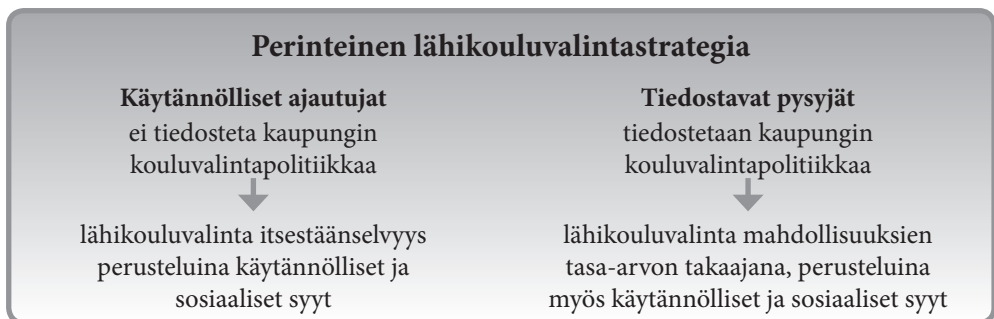 Perinteinen lähikouluvalintastrategia
Käytännölliset ajautujat
ei tiedosteta kaupungin
kouluvalintapolitiikkaa
lähikouluvalinta itsestäänselvyys
perusteluina käytännölliset ja
sosiaaliset syyt
Tiedostavat pysyjät
tiedostetaan kaupungin
kouluvalintapolitiikkaa
lähikouluvalinta mahdollisuuksien
tasa-arvon takaajana, perusteluina
myös käytännölliset ja sosiaaliset syyt